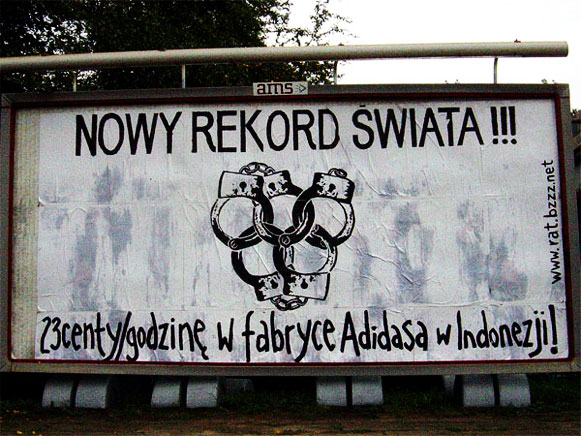 ams
NOWY REKORD ŚWIATA!!!
www.rat.bzzz.net
23centy/godzinę w fabryce Adidasa w Indonezji!